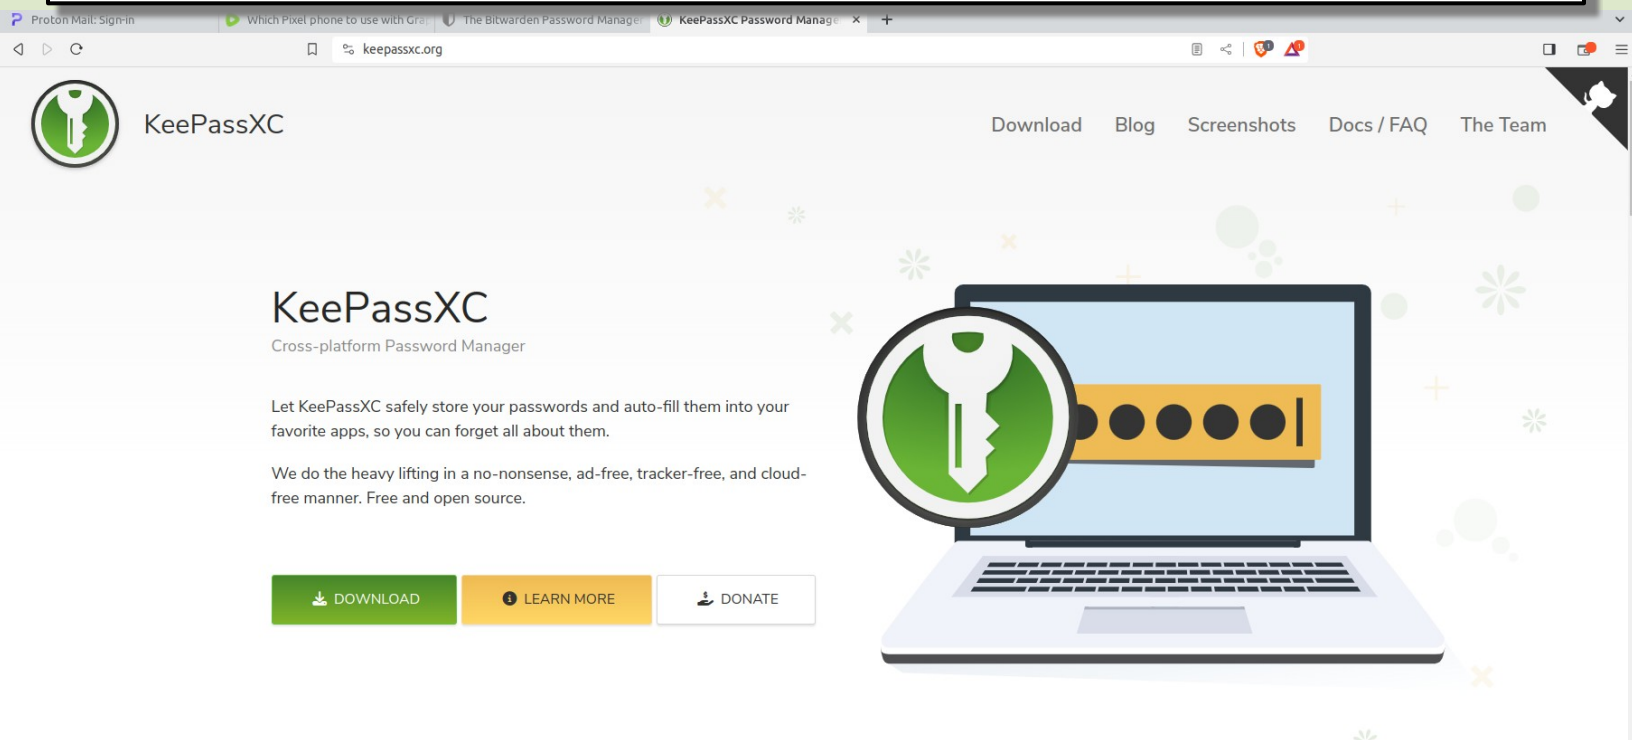 Proton Mail: Sign-in
Which Pixel phone to use with Gra
The Bitwarden Password Manager
KeePassXC Password Manage
keepassxc.org
KeePassXC
Download
Blog
Screenshots
Docs / FAQ
The Team
KeePassXC
Cross-platform Password Manager
Let KeePassXC safely store your passwords and auto-fill them into your
favorite apps, so you can forget all about them.
We do the heavy lifting in a no-nonsense, ad-free, tracker-free, and cloud-
free manner. Free and open source.
DOWNLOAD
LEARN MORE
DONATE